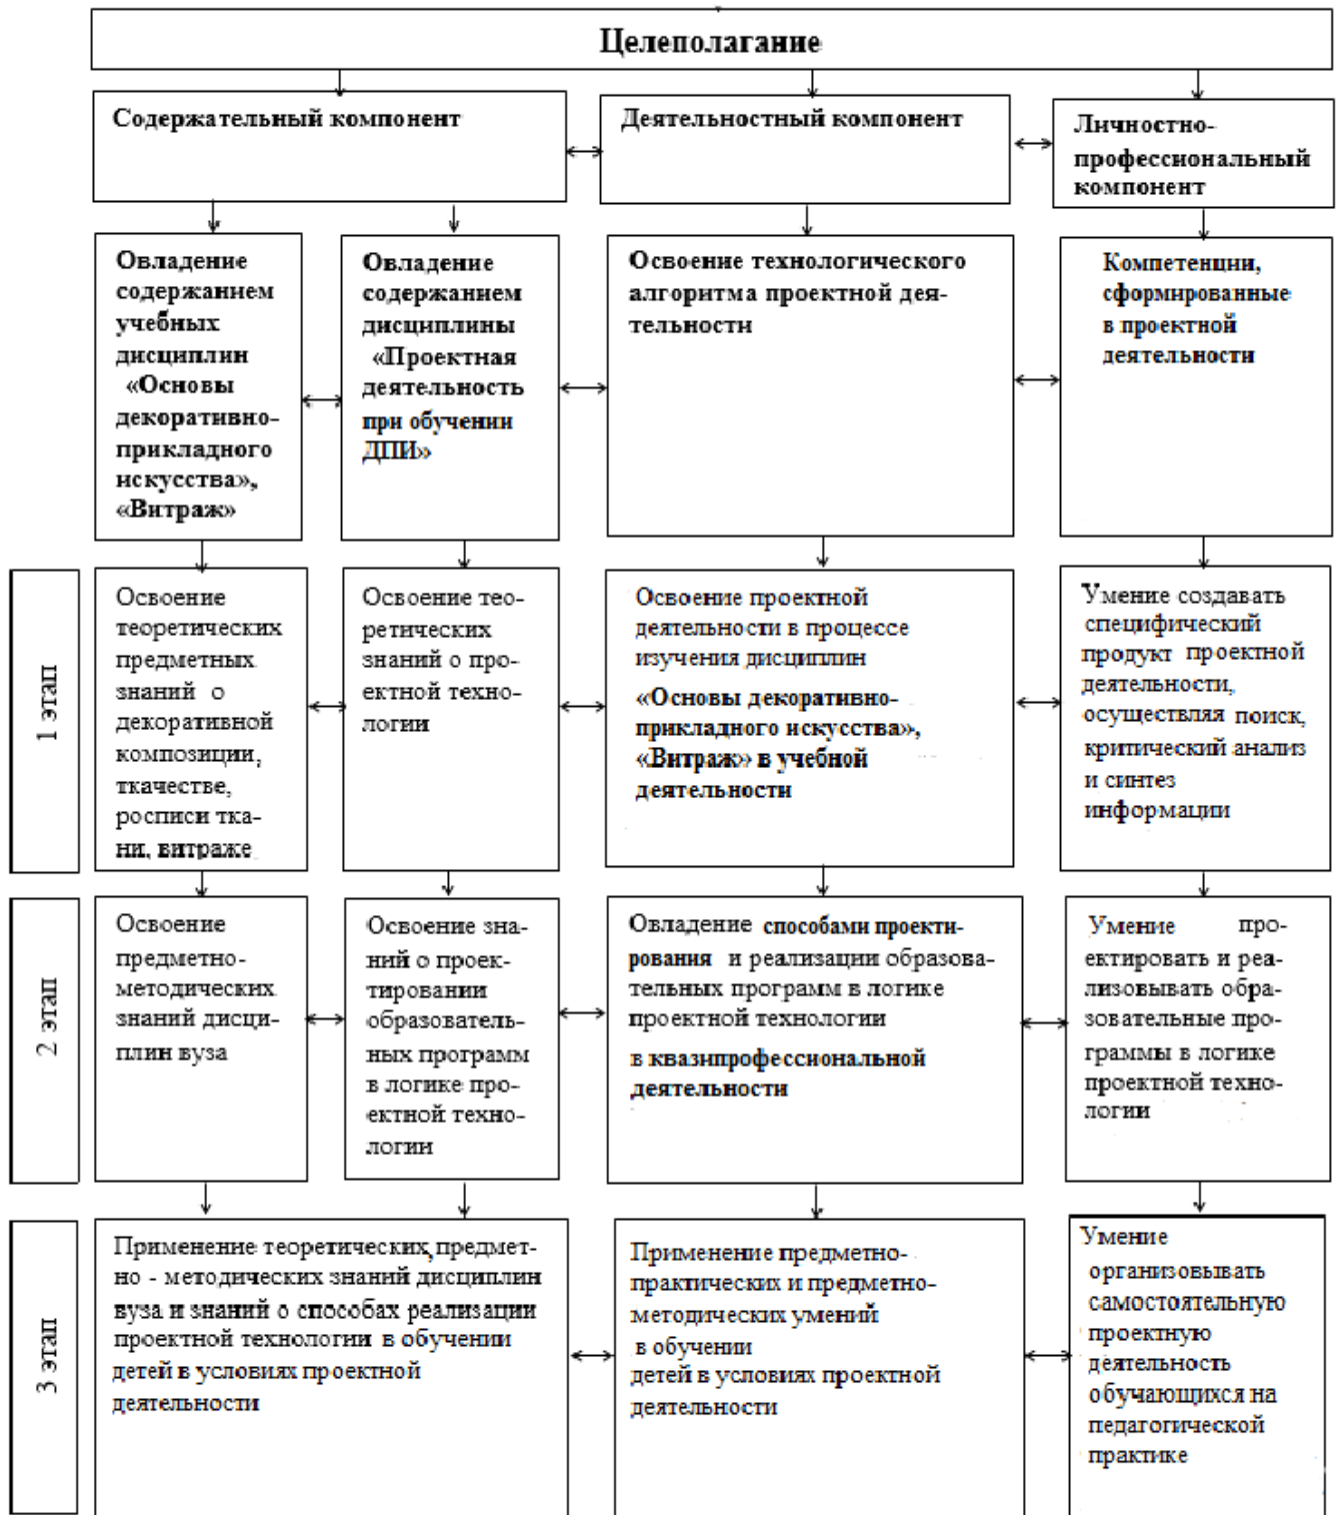 Целеполагание
Содержательный компонент
Деятельностный компонент
Личностно-
профессиональный
компонент
Овладение
содержанием
учебных
дисциплин
«Основы
декоративно-
прикладного
искусства»,
«Витраж»
Овладение
содержанием
дисциплины
«Проектная
деятельность
при обучении
ДПИ»
Освоение технологического
алгоритма проектной дея-
тельности
Компетенции,
сформированные
в проектной
деятельности
1 этап
Освоение
теоретических
предметных
знаний о
декоративной
композиции,
ткачестве,
росписи тка-
ни, витраже
Освоение тео-
ретических
знаний о про-
ектной техно-
логии
Освоение проектной
деятельности в процессе
изучения дисциплин
«Основы декоративно-
прикладного искусства»,
«Витраж» в учебной
деятельности
Умение создавать
специфический
продукт проектной
деятельности,
осуществляя поиск,
критический анализ
и синтез
информации
2 этап
Освоение
предметно-
методических
знаний дисци-
плин вуза
Освоение зна-
ний о проек-
тировании
образователь-
ных программ
в логике про-
ектной техно-
логии
Овладение способами проекти-
рования и реализации образова-
тельных программ в логике
проектной технологии
в квазипрофессиональной
деятельности
Умение про-
ектировать и реа-
лизовывать обра-
зовательные про-
граммы в логике
проектной техно-
логии
3 этап
Применение теоретических, предмет-
но - методических знаний дисциплин
вуза и знаний о способах реализации
проектной технологии в обучении
детей в условиях проектной
деятельности
Применение предметно-
практических и предметно-
методических умений
в обучении
детей в условиях проектной
деятельности
Умение
организовывать
самостоятельную
проектную
деятельность
обучающихся на
педагогической
практике